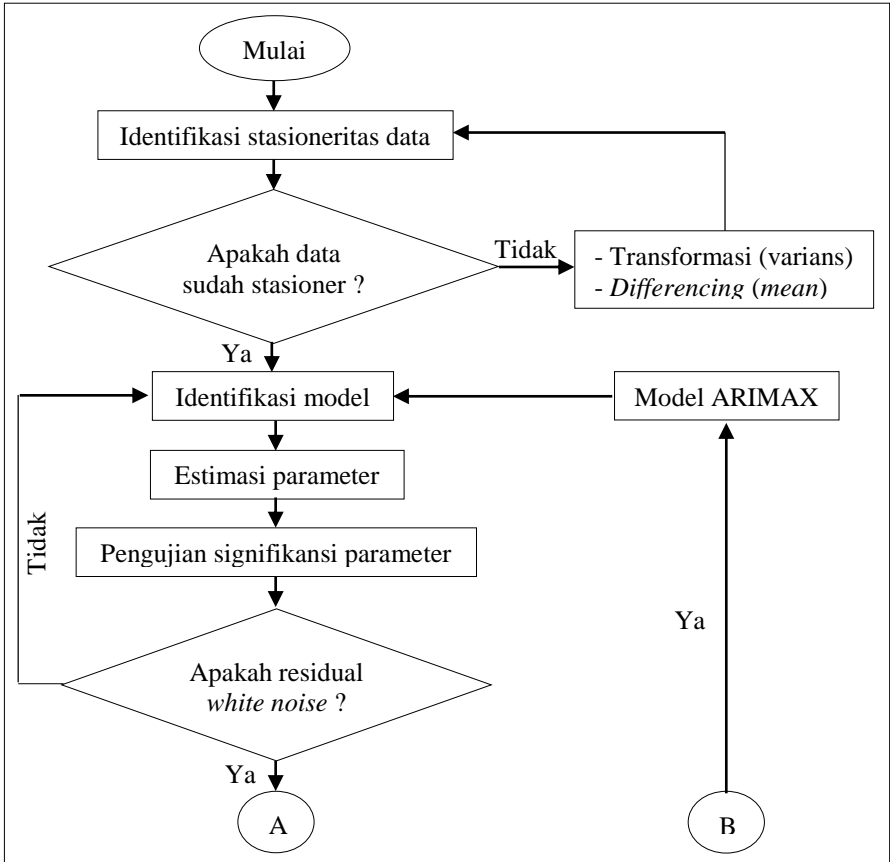 Mulai
Identifikasi stasioneritas data
Apakah data
sudah stasioner ?
Tidak
- Transformasi (varians)
- Differencing (mean)
Ya
Identifikasi model
Model ARIMAX
Estimasi parameter
Tidak
Pengujian signifikansi parameter
Ya
Apakah residual
white noise ?
Ya
A
B